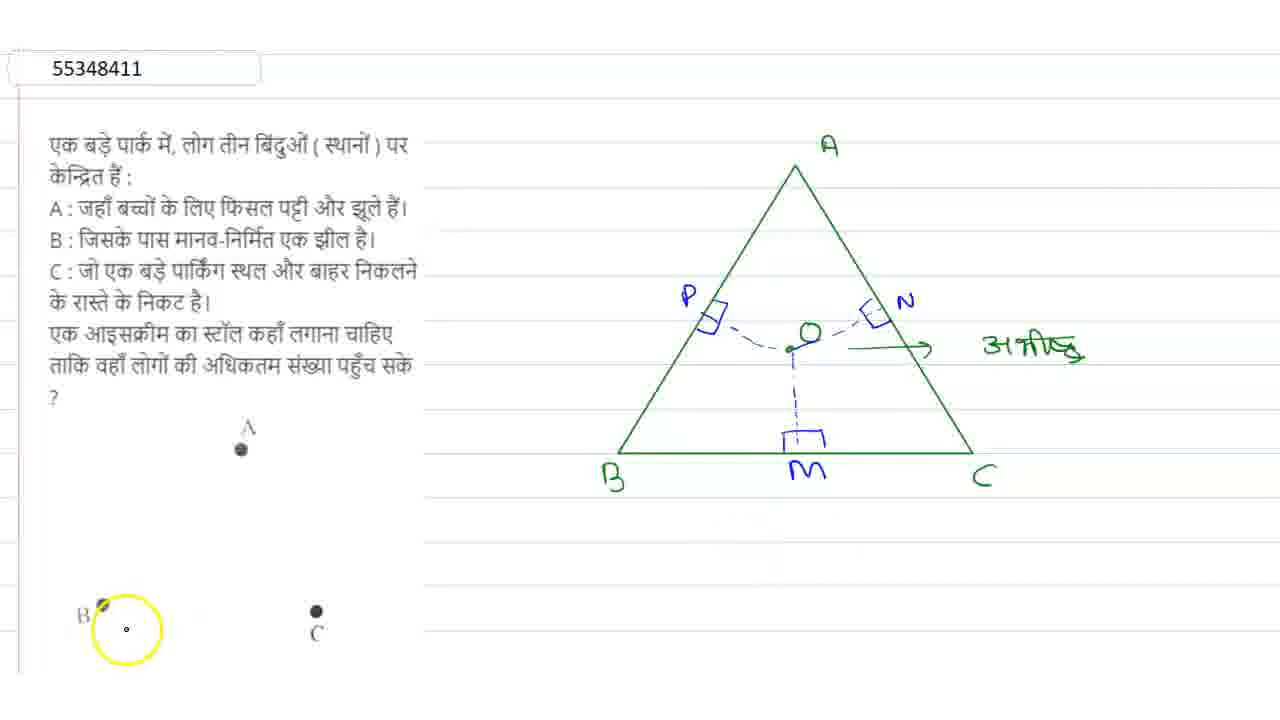 55348411
एक बड़े पार्क में, लोग तीन बिंदुओं ( स्थानों ) पर
केन्द्रित हैं :
A : जहाँ बच्चों के लिए फिसल पट्टी और झूले हैं।
B : जिसके पास मानव-निर्मित एक झील है।
C : जो एक बड़े पार्किंग स्थल और बाहर निकलने
के रास्ते के निकट है।
एक आइसक्रीम का स्टॉल कहाँ लगाना चाहिए
ताकि वहाँ लोगों की अधिकतम संख्या पहुँच सके
?
A
B
C
A
P
N
O
अभीष्ट
B
M
C